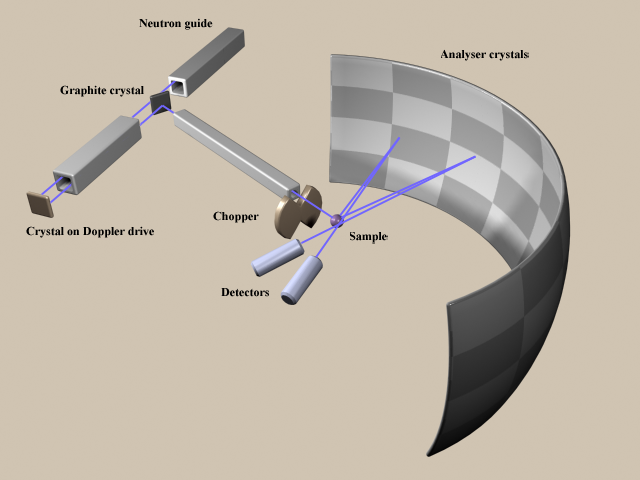 Neutron guide
Analyser crystals
Graphite crystal
Chopper
Crystal on Doppler drive
Sample
Detectors